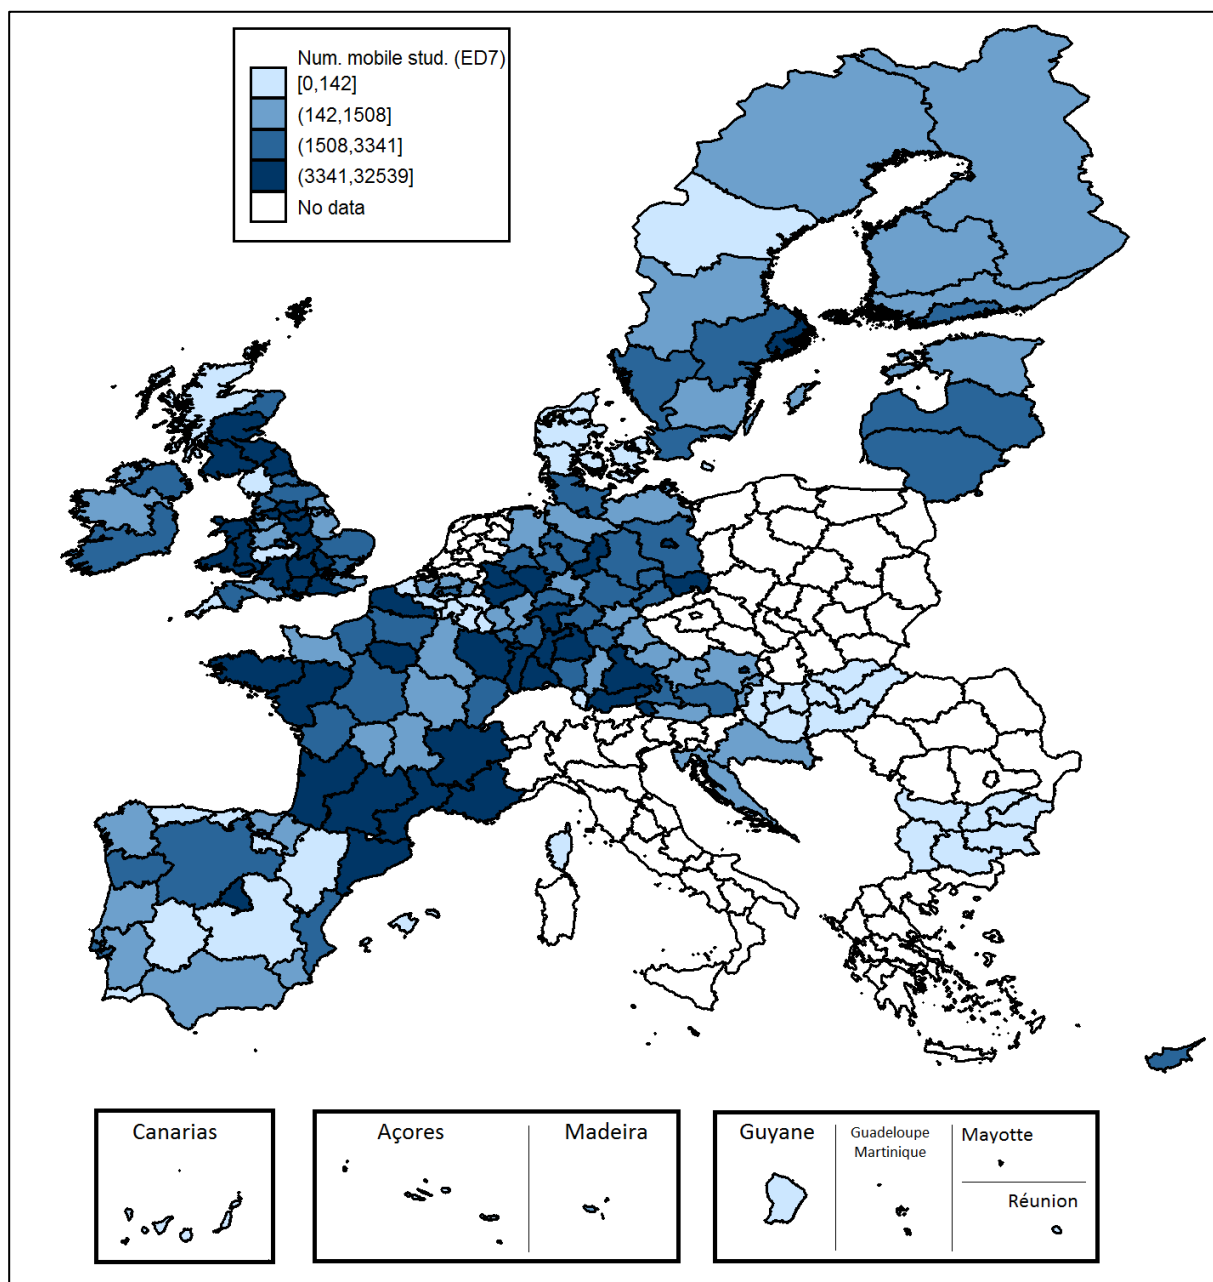 Num. mobile stud. (ED7)
[0,142]
(142,1508]
(1508,3341]
(3341,32539]
No data
Canarias
Açores
Madeira
Guyane
Guadeloupe
Martinique
Mayotte
Réunion